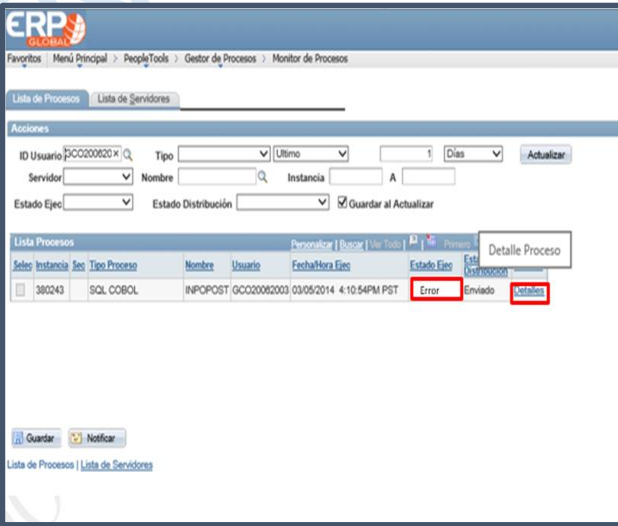 ERP
GLOBAL
Favoritos Menú Principal > PeopleTools > Gestor de Procesos > Monitor de Procesos
Lista de Procesos Lista de Servidores
Acciones
ID Usuario GCO200620 Tipo Ultimo 1 Días Actualizar
Servidor Nombre Instancia A
Estado Ejec Estado Distribución Guardar al Actualizar
Lista Procesos Personalizar | Buscar | Ver Todo | Primero
Detalle Proceso
Selec Instancia Sec Tipo Proceso Nombre Usuario Fecha/Hora Ejec Estado Ejec Distribución
380243 SQL COBOL INPOPOST GCO20062003 03/05/2014 4:10:54PM PST Error Enviado Detalles
Guardar Notificar
Lista de Procesos | Lista de Servidores